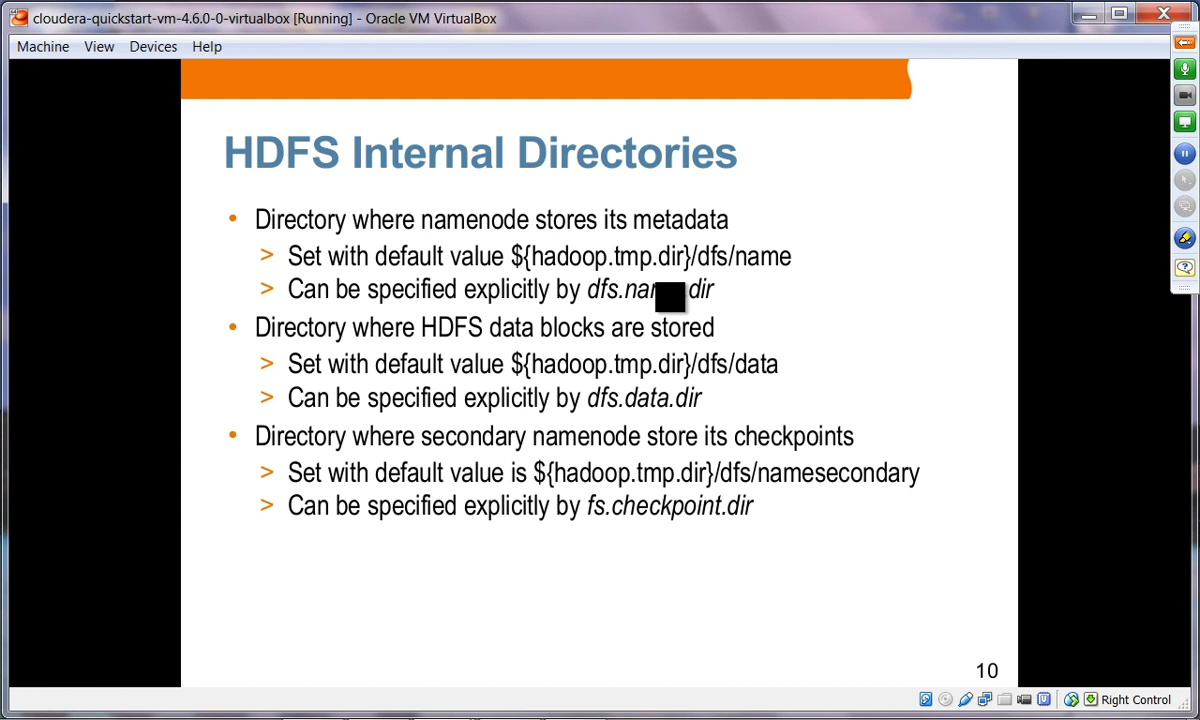 cloudera-quickstart-vm-4.6.0-0-virtualbox [Running] - Oracle VM VirtualBox
Machine View Devices Help
HDFS Internal Directories
• Directory where namenode stores its metadata
> Set with default value ${hadoop.tmp.dir}/dfs/name
> Can be specified explicitly by
• Directory where HDFS data blocks are stored
> Set with default value ${hadoop.tmp.dir}/dfs/data
> Can be specified explicitly by dfs.data.dir
• Directory where secondary namenode store its checkpoints
> Set with default value is ${hadoop.tmp.dir}/dfs/namesecondary
> Can be specified explicitly by fs.checkpoint.dir
10
Right Control